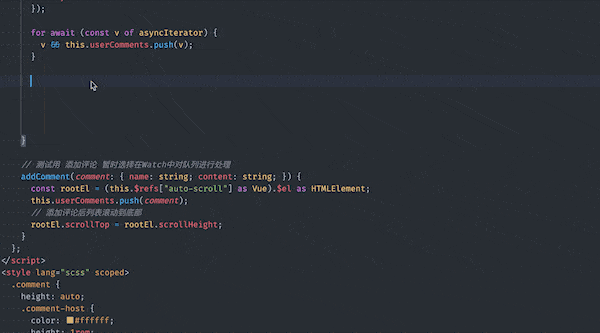 });
for await (const v of asyncIterator) {
v && this.userComments.push(v);
}
}
// 测试用 添加评论 暂时选择在Watch中对队列进行处理
addComment(comment: { name: string; content: string; }) {
const rootEl = (this.$refs["auto-scroll"] as Vue).$el as HTMLElement;
this.userComments.push(comment);
// 添加评论后列表滚动到底部
rootEl.scrollTop = rootEl.scrollHeight;
}
};
</script>
<style lang="scss" scoped>
.comment {
height: auto;
.comment-host {
color: #ffffff;
height: 1rem;